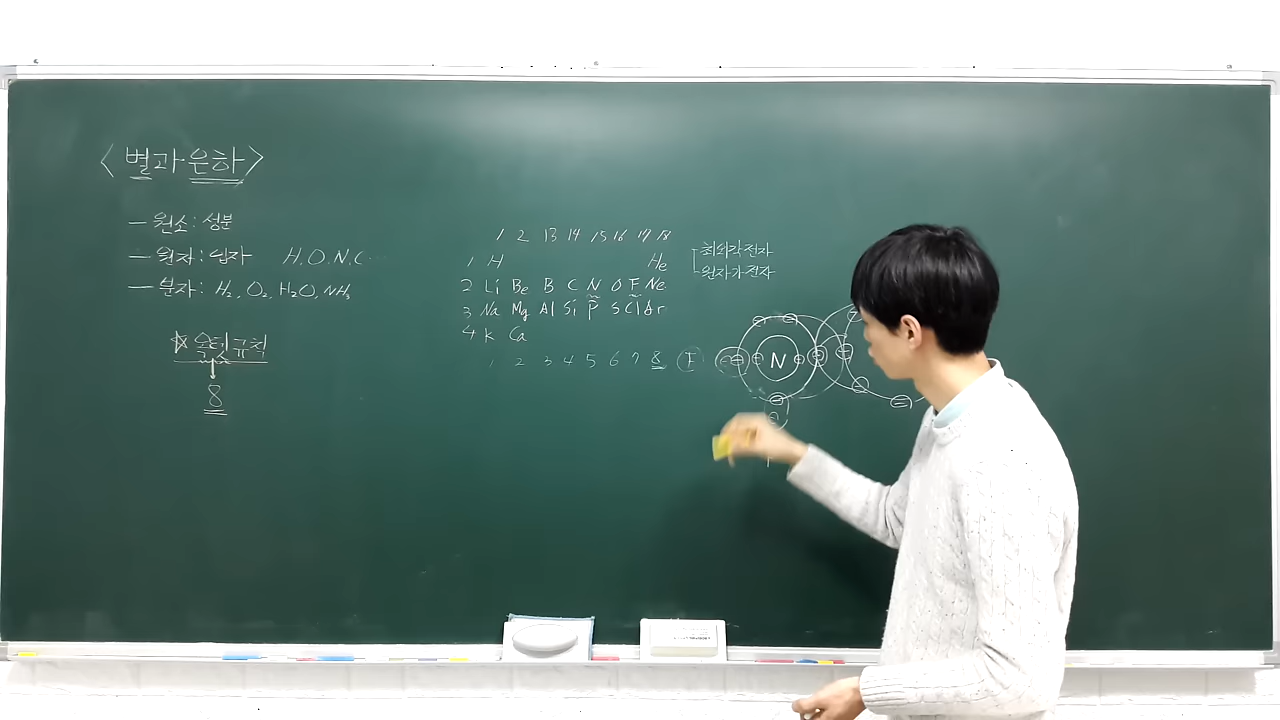 <별과 은하>
- 원소: 성분
- 원자: 입자 H, O, N, C ...
- 분자: H₂, O₂, H₂O, NH₃
☆ 옥텟 규칙
8
1 2 13 14 15 16 17 18
1 H He
2 Li Be B C N O F Ne
3 Na Mg Al Si P S Cl Ar
4 K Ca
1 2 3 4 5 6 7 8
최외각 전자
원자가 전자
F
N